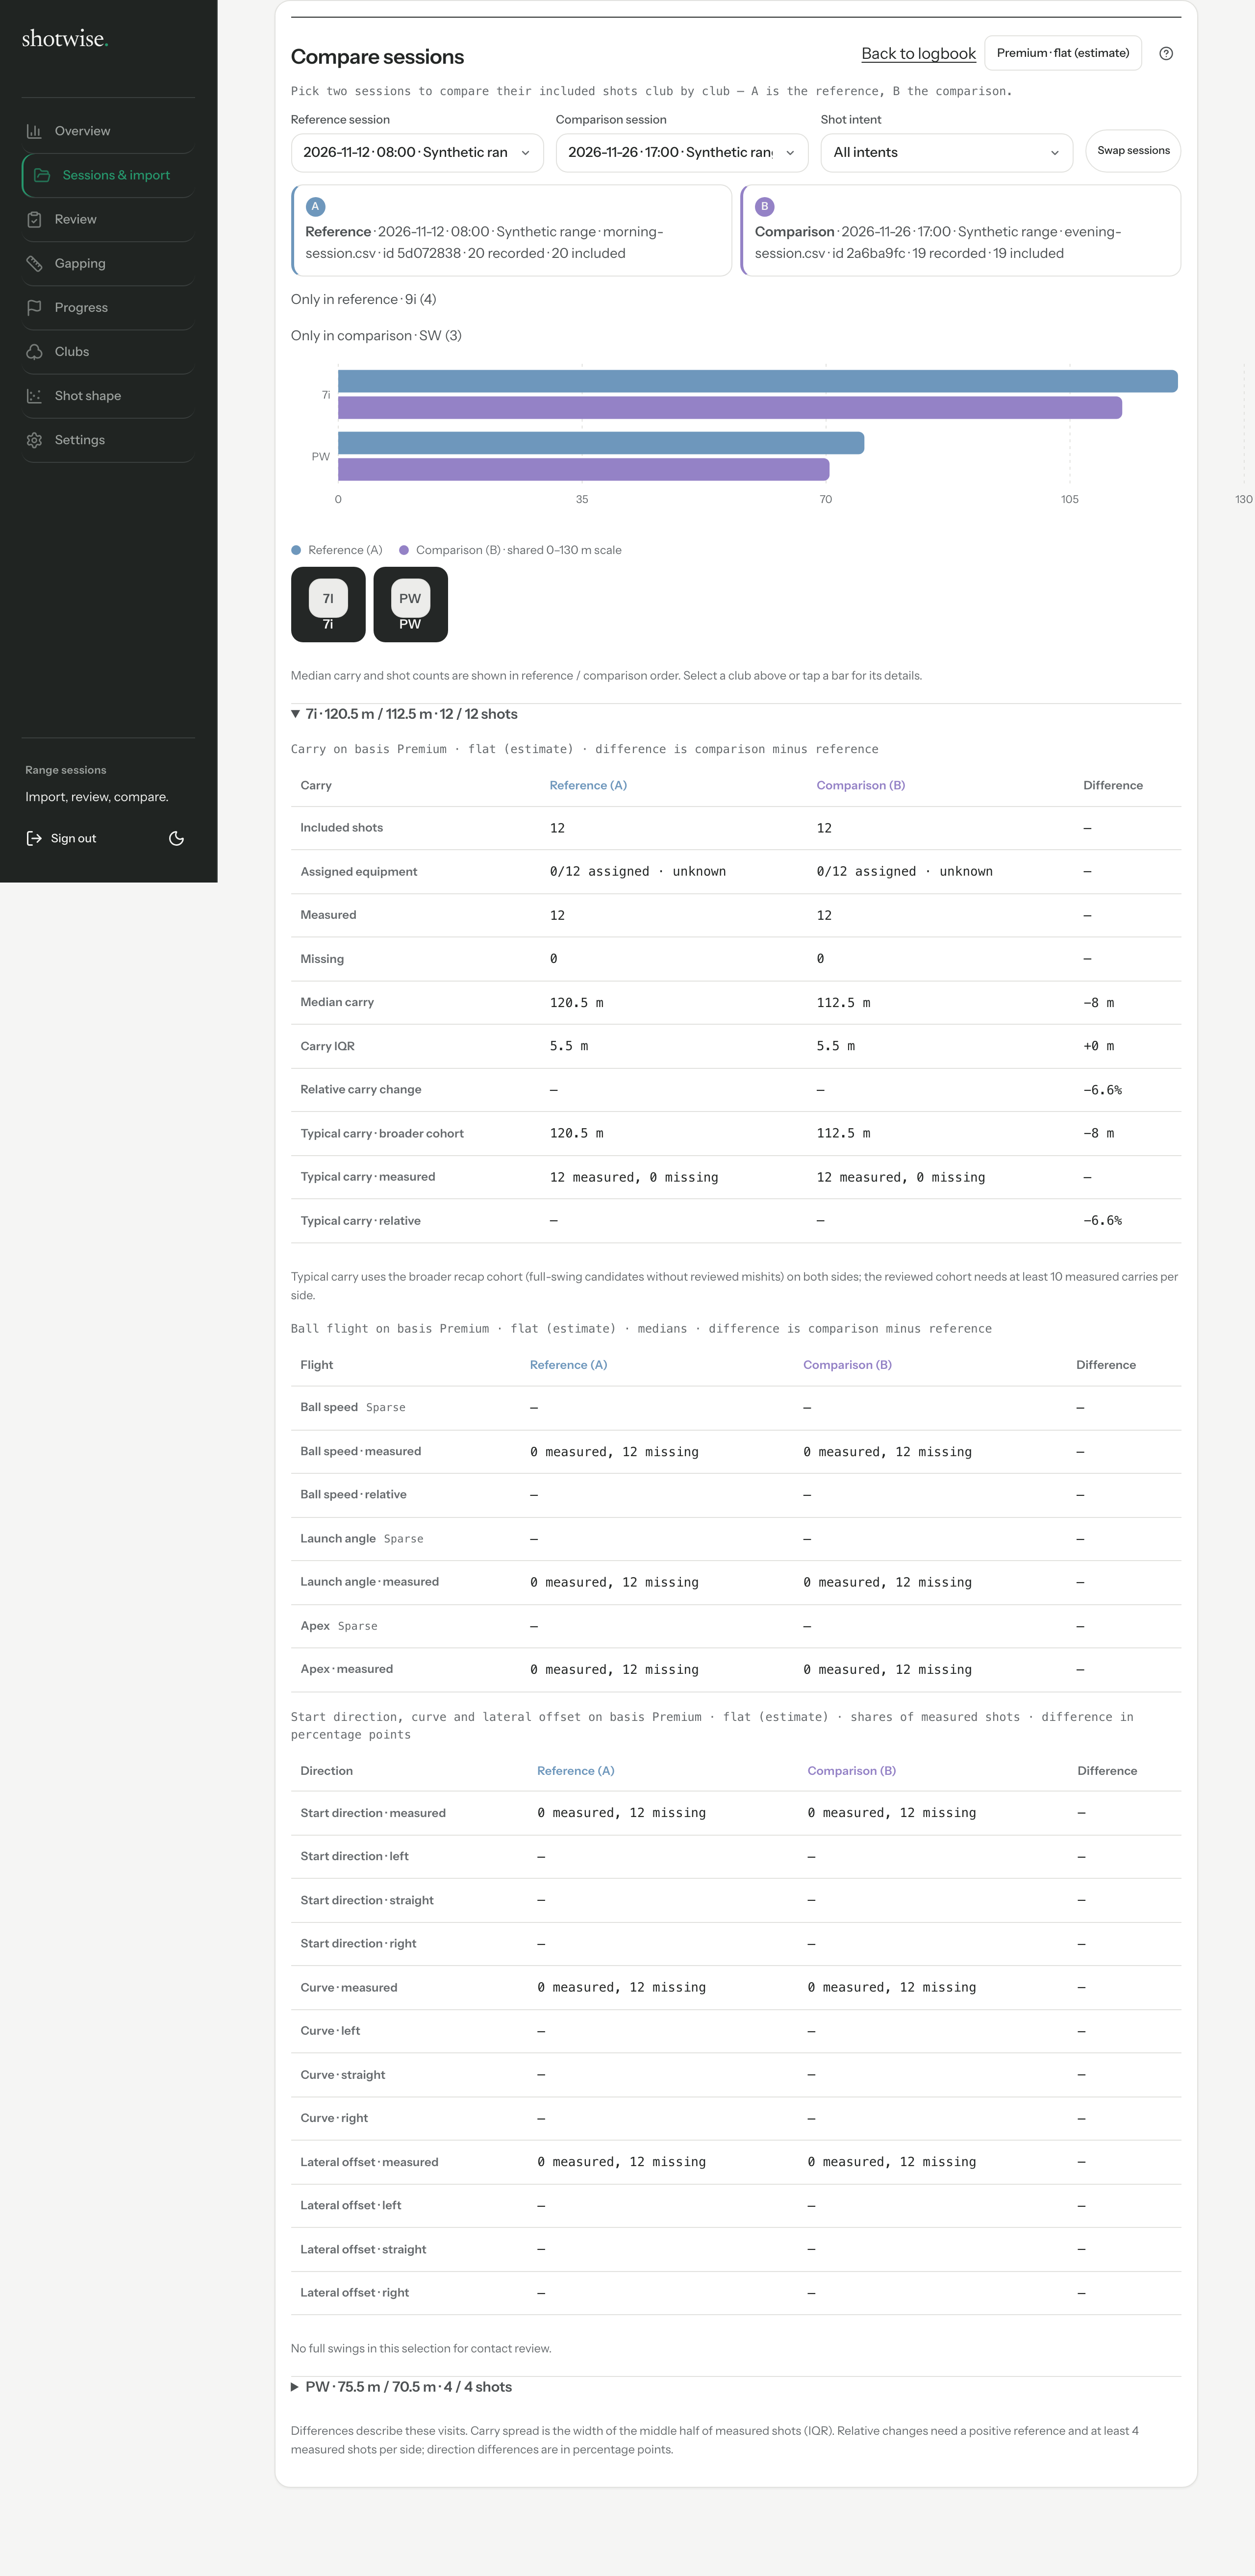 shotwise.
Overview
Sessions & import
Review
Gapping
Progress
Clubs
Shot shape
Settings
Range sessions
Import, review, compare.
Sign out
Compare sessions
Back to logbook
Premium · flat (estimate)
Pick two sessions to compare their included shots club by club — A is the reference, B the comparison.
Reference session
Comparison session
Shot intent
2026-11-12 · 08:00 · Synthetic ran
2026-11-26 · 17:00 · Synthetic rang
All intents
Swap sessions
A
Reference · 2026-11-12 · 08:00 · Synthetic range · morning-
session.csv · id 5d072838 · 20 recorded · 20 included
B
Comparison · 2026-11-26 · 17:00 · Synthetic range · evening-
session.csv · id 2a6ba9fc · 19 recorded · 19 included
Only in reference · 9i (4)
Only in comparison · SW (3)
7i
PW
0 35 70 105 130
Reference (A) Comparison (B) · shared 0–130 m scale
7I
7i
PW
PW
Median carry and shot counts are shown in reference / comparison order. Select a club above or tap a bar for its details.
7i · 120.5 m / 112.5 m · 12 / 12 shots
Carry on basis Premium · flat (estimate) · difference is comparison minus reference
Carry Reference (A) Comparison (B) Difference
Included shots 12 12 —
Assigned equipment 0/12 assigned · unknown 0/12 assigned · unknown —
Measured 12 12 —
Missing 0 0 —
Median carry 120.5 m 112.5 m −8 m
Carry IQR 5.5 m 5.5 m +0 m
Relative carry change — — −6.6%
Typical carry · broader cohort 120.5 m 112.5 m −8 m
Typical carry · measured 12 measured, 0 missing 12 measured, 0 missing —
Typical carry · relative — — −6.6%
Typical carry uses the broader recap cohort (full-swing candidates without reviewed mishits) on both sides; the reviewed cohort needs at least 10 measured carries per
side.
Ball flight on basis Premium · flat (estimate) · medians · difference is comparison minus reference
Flight Reference (A) Comparison (B) Difference
Ball speed Sparse — — —
Ball speed · measured 0 measured, 12 missing 0 measured, 12 missing —
Ball speed · relative — — —
Launch angle Sparse — — —
Launch angle · measured 0 measured, 12 missing 0 measured, 12 missing —
Apex Sparse — — —
Apex · measured 0 measured, 12 missing 0 measured, 12 missing —
Start direction, curve and lateral offset on basis Premium · flat (estimate) · shares of measured shots · difference in
percentage points
Direction Reference (A) Comparison (B) Difference
Start direction · measured 0 measured, 12 missing 0 measured, 12 missing —
Start direction · left — — —
Start direction · straight — — —
Start direction · right — — —
Curve · measured 0 measured, 12 missing 0 measured, 12 missing —
Curve · left — — —
Curve · straight — — —
Curve · right — — —
Lateral offset · measured 0 measured, 12 missing 0 measured, 12 missing —
Lateral offset · left — — —
Lateral offset · straight — — —
Lateral offset · right — — —
No full swings in this selection for contact review.
PW · 75.5 m / 70.5 m · 4 / 4 shots
Differences describe these visits. Carry spread is the width of the middle half of measured shots (IQR). Relative changes need a positive reference and at least 4
measured shots per side; direction differences are in percentage points.